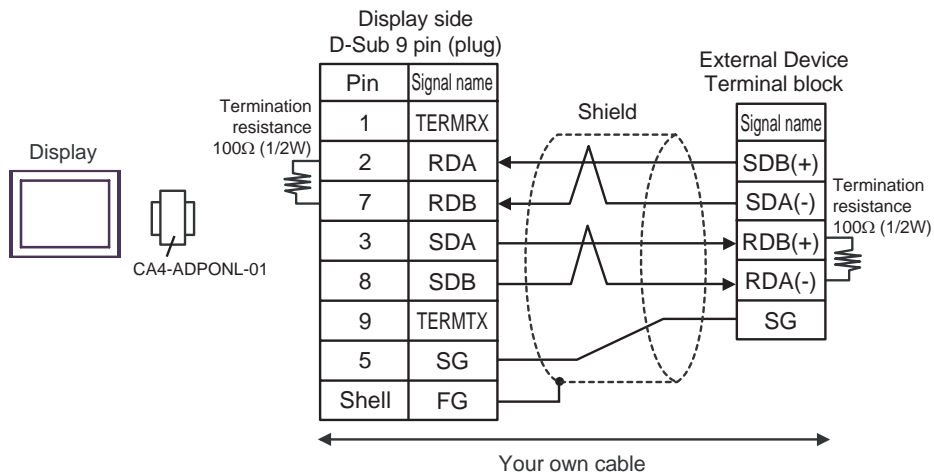 Display side
D-Sub 9 pin (plug)
External Device
Terminal block
Pin Signal name
Termination
resistance
100Ω (1/2W)
Shield
Signal name
1 TERMRX
Display
2 RDA
SDB(+)
7 RDB
SDA(-)
Termination
resistance
100Ω (1/2W)
3 SDA
RDB(+)
CA4-ADPONL-01
8 SDB
RDA(-)
9 TERMTX
SG
5 SG
Shell FG
Your own cable